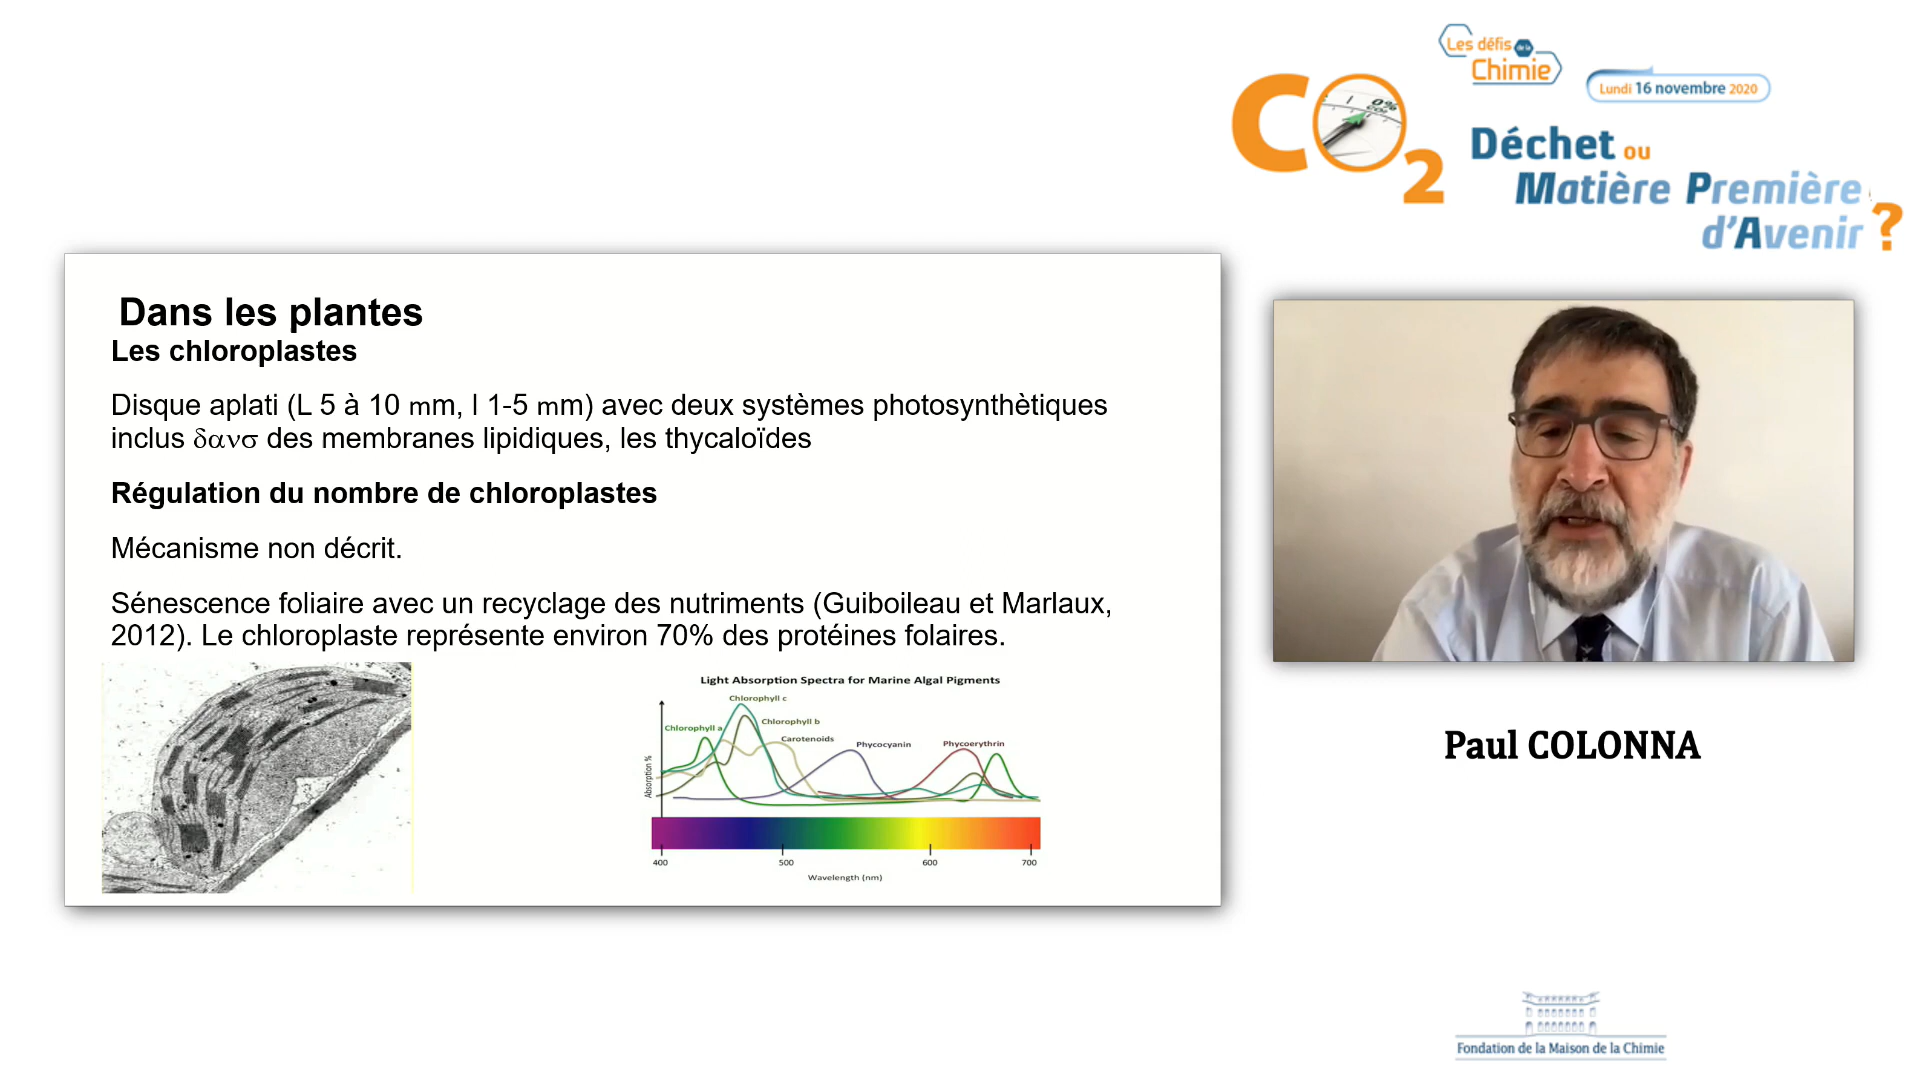 Les défis de la
Chimie
Lundi 16 novembre 2020
CO2
0%
Déchet ou
Matière Première
d'Avenir ?
Dans les plantes
Les chloroplastes
Disque aplati (L 5 à 10 mm, l 1-5 mm) avec deux systèmes photosynthètiques
inclus δανσ des membranes lipidiques, les thycaloïdes
Régulation du nombre de chloroplastes
Mécanisme non décrit.
Sénescence foliaire avec un recyclage des nutriments (Guiboileau et Marlaux,
2012). Le chloroplaste représente environ 70% des protéines folaires.
Light Absorption Spectra for Marine Algal Pigments
Chlorophyll c
Chlorophyll b
Chlorophyll a
Carotenoids
Phycocyanin
Phycoerythrin
Absorption %
400
500
600
700
Wavelength (nm)
Paul COLONNA
Fondation de la Maison de la Chimie